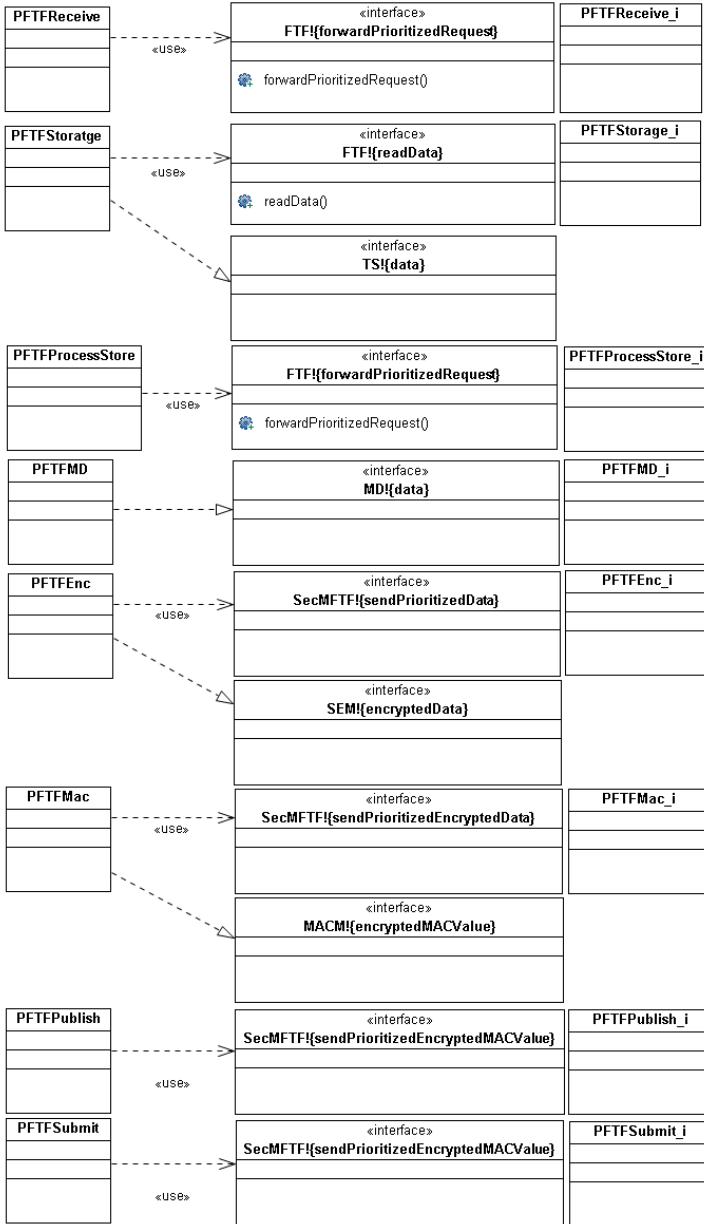 PFTFReceive
«use»
«interface»
FTF!{forwardPrioritizedRequest}
forwardPrioritizedRequest()
PFTFReceive_i
PFTFStoratge
«use»
«interface»
FTF!{readData}
readData()
PFTFStorage_i
«interface»
TS!{data}
PFTFProcessStore
«use»
«interface»
FTF!{forwardPrioritizedRequest}
forwardPrioritizedRequest()
PFTFProcessStore_i
PFTFMD
«interface»
MD!{data}
PFTFMD_i
PFTFEnc
«use»
«interface»
SecMFTF!{sendPrioritizedData}
PFTFEnc_i
«interface»
SEM!{encryptedData}
PFTFMac
«use»
«interface»
SecMFTF!{sendPrioritizedEncryptedData}
PFTFMac_i
«interface»
MACM!{encryptedMACValue}
PFTFPublish
«use»
«interface»
SecMFTF!{sendPrioritizedEncryptedMACValue}
PFTFPublish_i
PFTFSubmit
«use»
«interface»
SecMFTF!{sendPrioritizedEncryptedMACValue}
PFTFSubmit_i